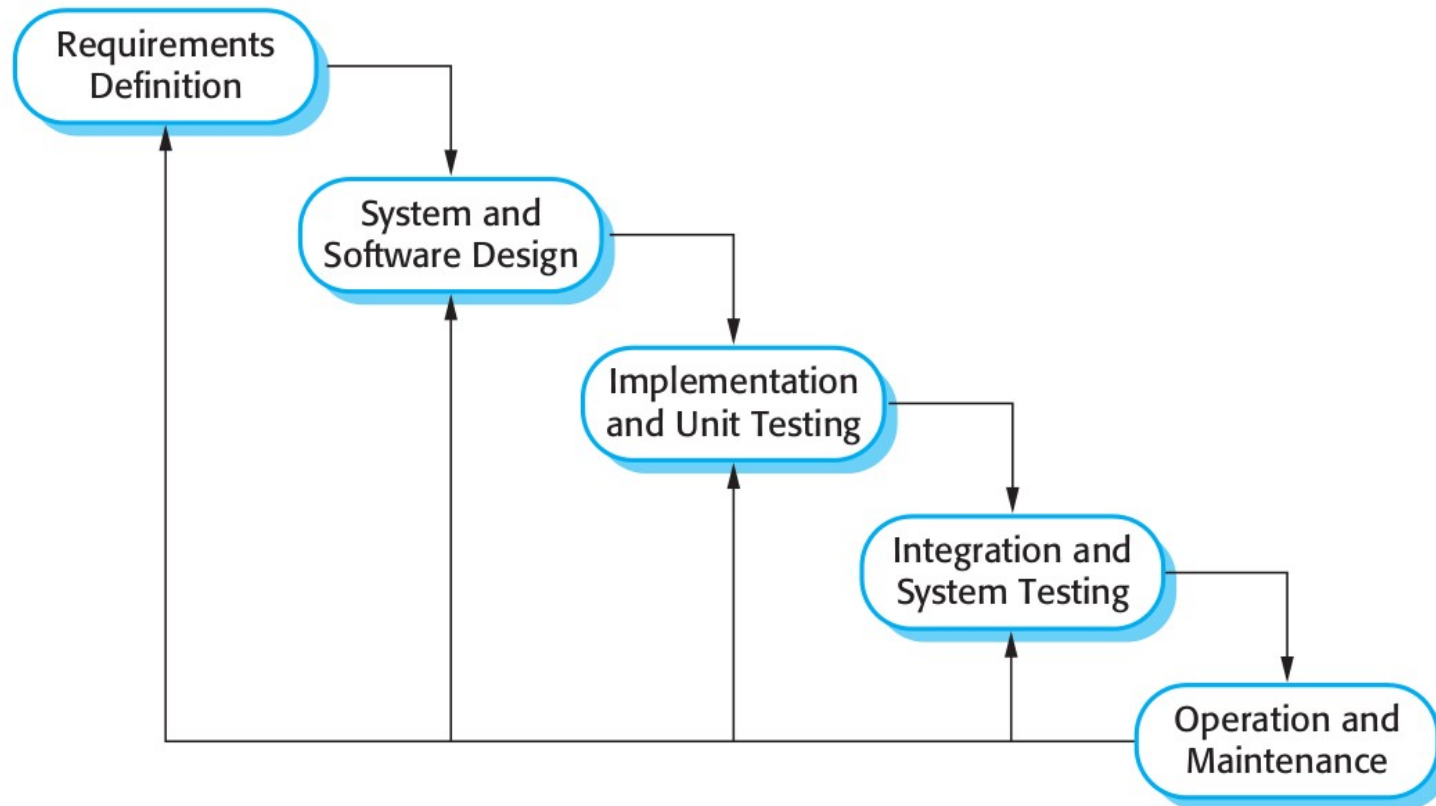 Requirements
Definition
System and
Software Design
Implementation
and Unit Testing
Integration and
System Testing
Operation and
Maintenance